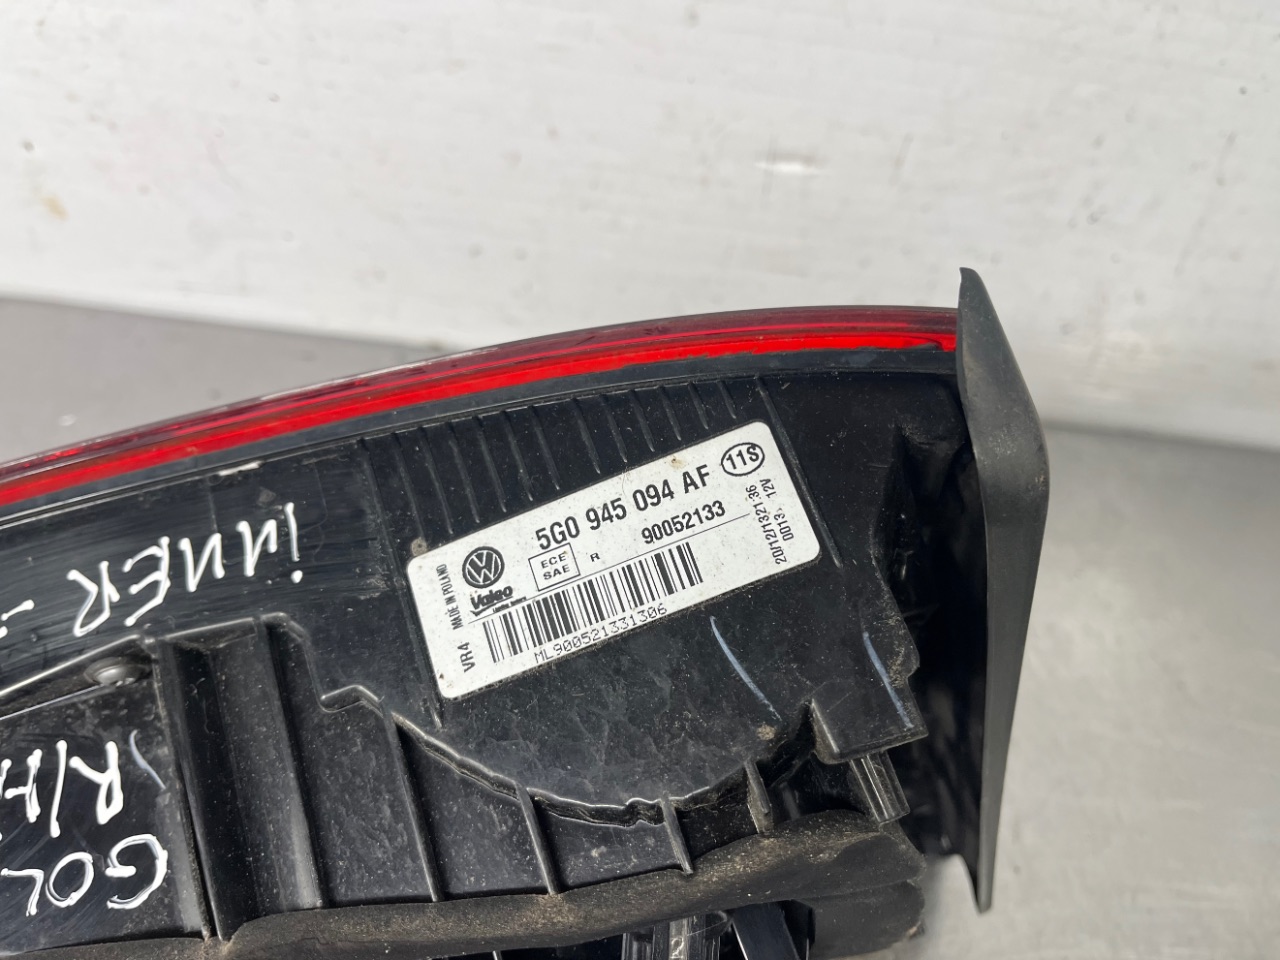 5G0 945 094 AF
11S
90052133
ECE
SAE
R
Valeo
MADE IN POLAND
VR4
ML900521331306
20/12/13 21:36
0013. 12V
INNER =
R/H
GOL